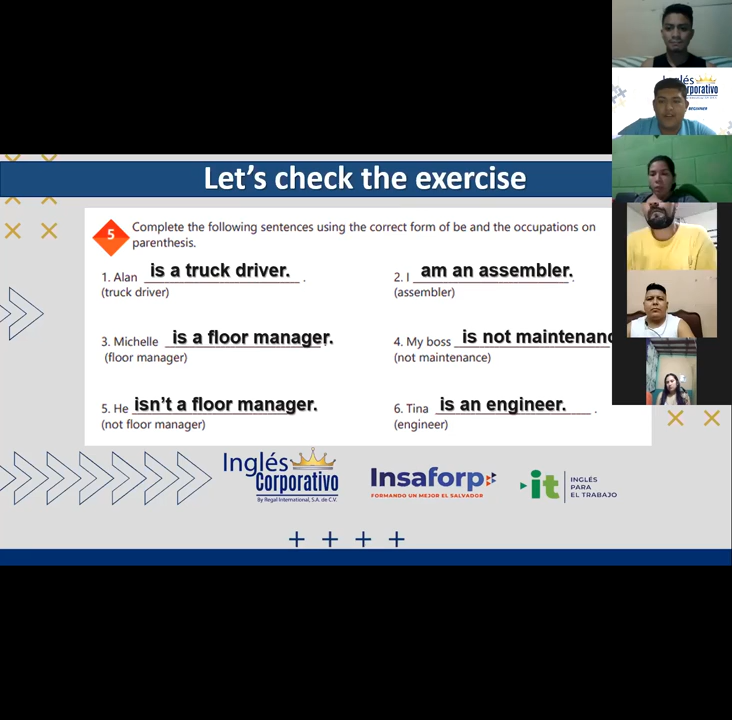 Let's check the exercise
5
Complete the following sentences using the correct form of be and the occupations on
parenthesis.
1. Alan is a truck driver. .
(truck driver)
2. I am an assembler. .
(assembler)
3. Michelle is a floor manager. .
(floor manager)
4. My boss is not maintenanc
(not maintenance)
5. He isn't a floor manager.
(not floor manager)
6. Tina is an engineer. .
(engineer)
Inglés
Corporativo
By Regal International, S.A. de C.V.
Insaforp
FORMANDO UN MEJOR EL SALVADOR
it
INGLÉS
PARA
EL TRABAJO
Inglés
rporativo
BEGINNER